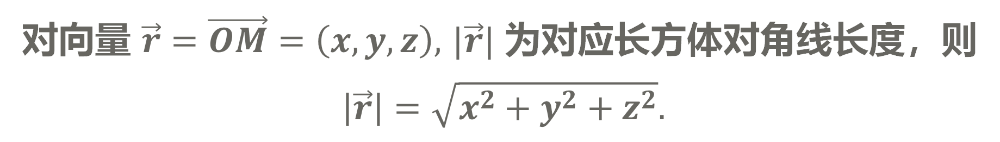 对向量 $\vec{r} = \overrightarrow{OM} = (x, y, z)$, $|\vec{r}|$ 为对应长方体对角线长度，则
$|\vec{r}| = \sqrt{x^2 + y^2 + z^2}$.